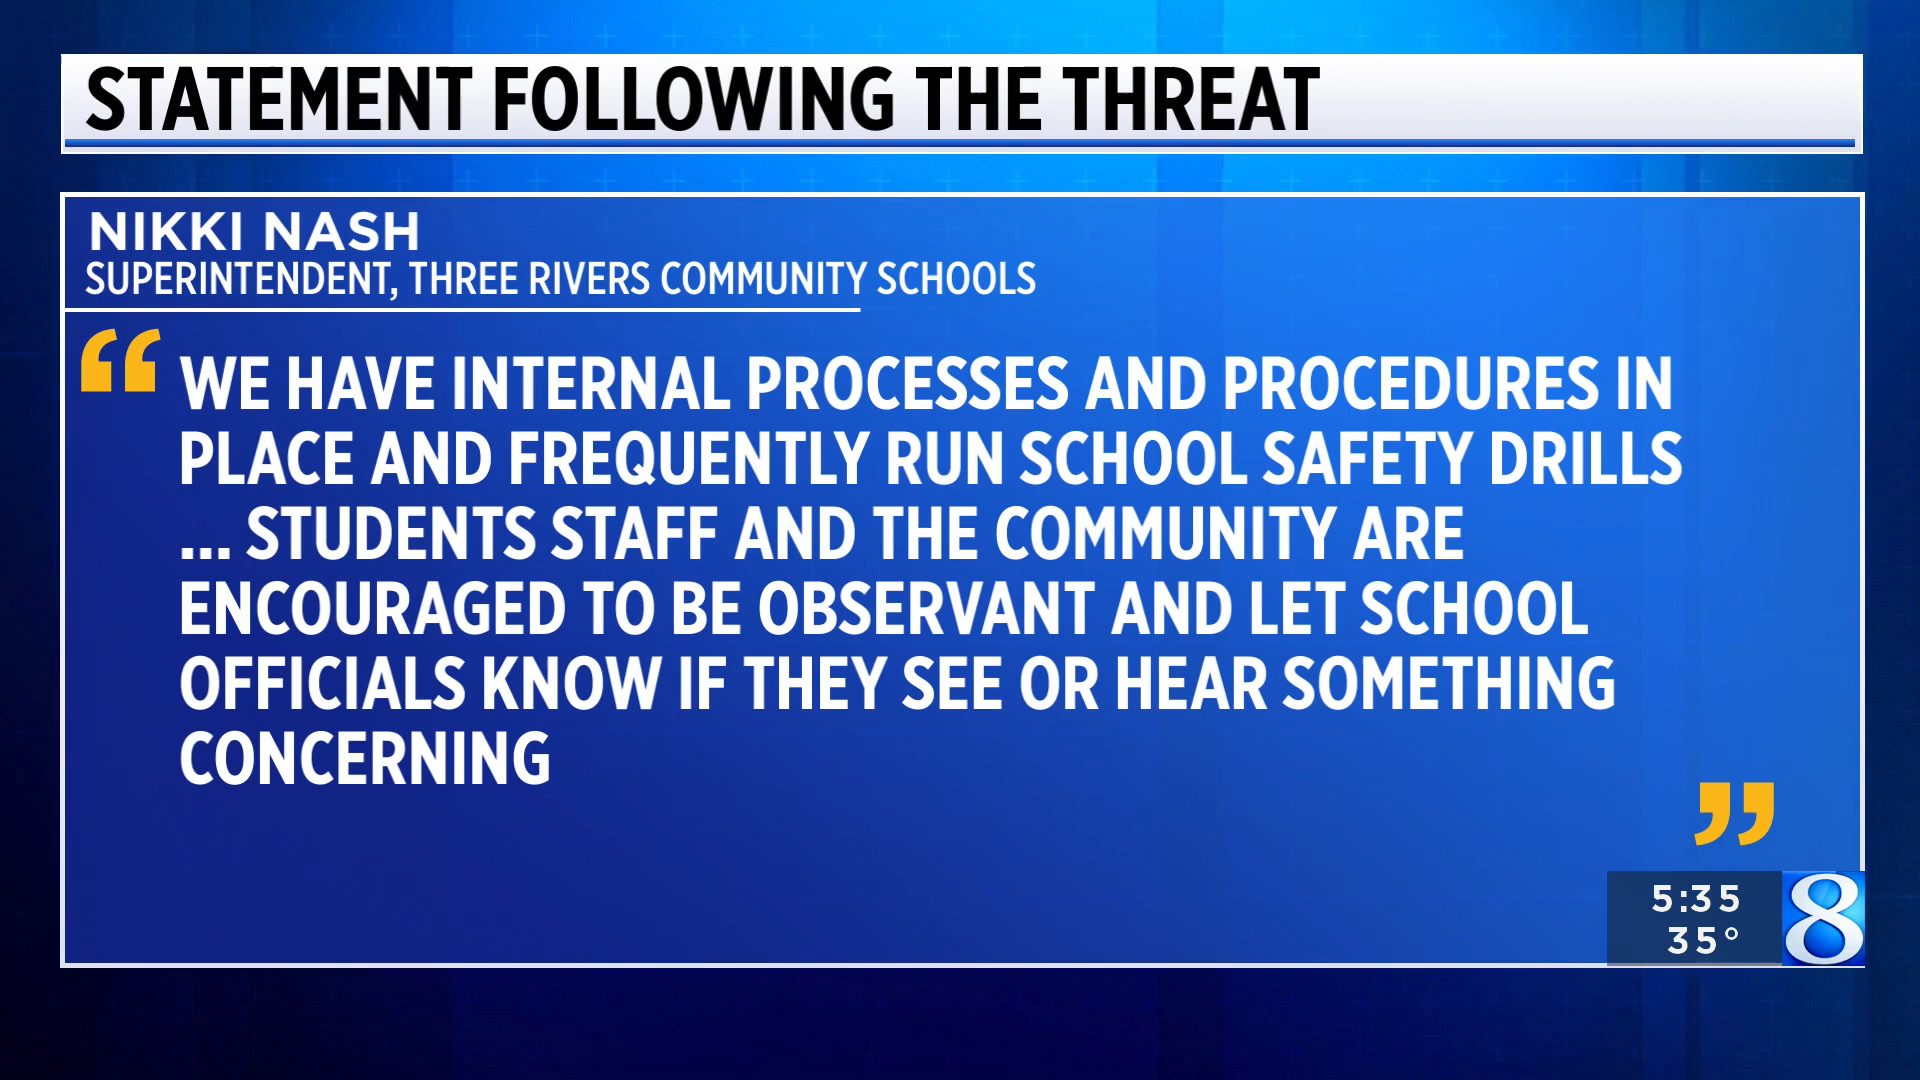 STATEMENT FOLLOWING THE THREAT
NIKKI NASH
SUPERINTENDENT, THREE RIVERS COMMUNITY SCHOOLS
“ WE HAVE INTERNAL PROCESSES AND PROCEDURES IN
PLACE AND FREQUENTLY RUN SCHOOL SAFETY DRILLS
... STUDENTS STAFF AND THE COMMUNITY ARE
ENCOURAGED TO BE OBSERVANT AND LET SCHOOL
OFFICIALS KNOW IF THEY SEE OR HEAR SOMETHING
CONCERNING
”
5:35
35°
8